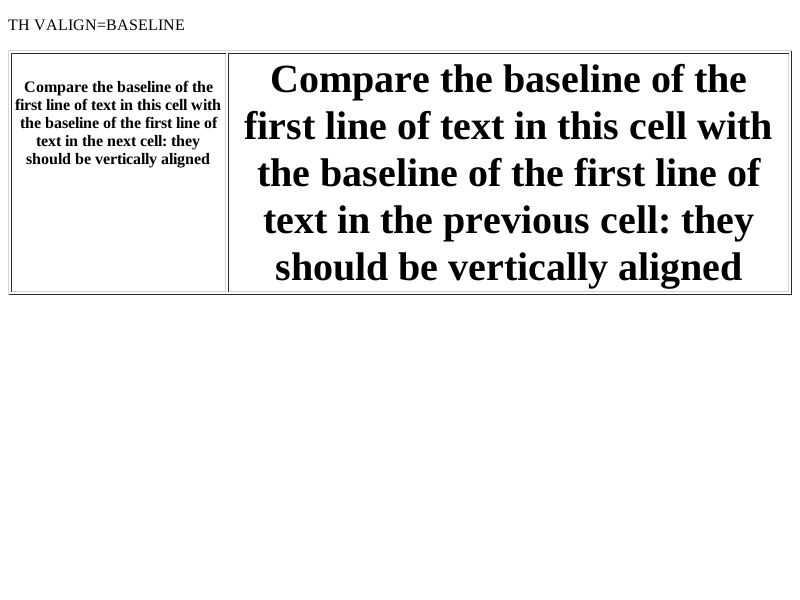 TH VALIGN=BASELINE
Compare the baseline of the
first line of text in this cell with
the baseline of the first line of
text in the next cell: they
should be vertically aligned
Compare the baseline of the
first line of text in this cell with
the baseline of the first line of
text in the previous cell: they
should be vertically aligned